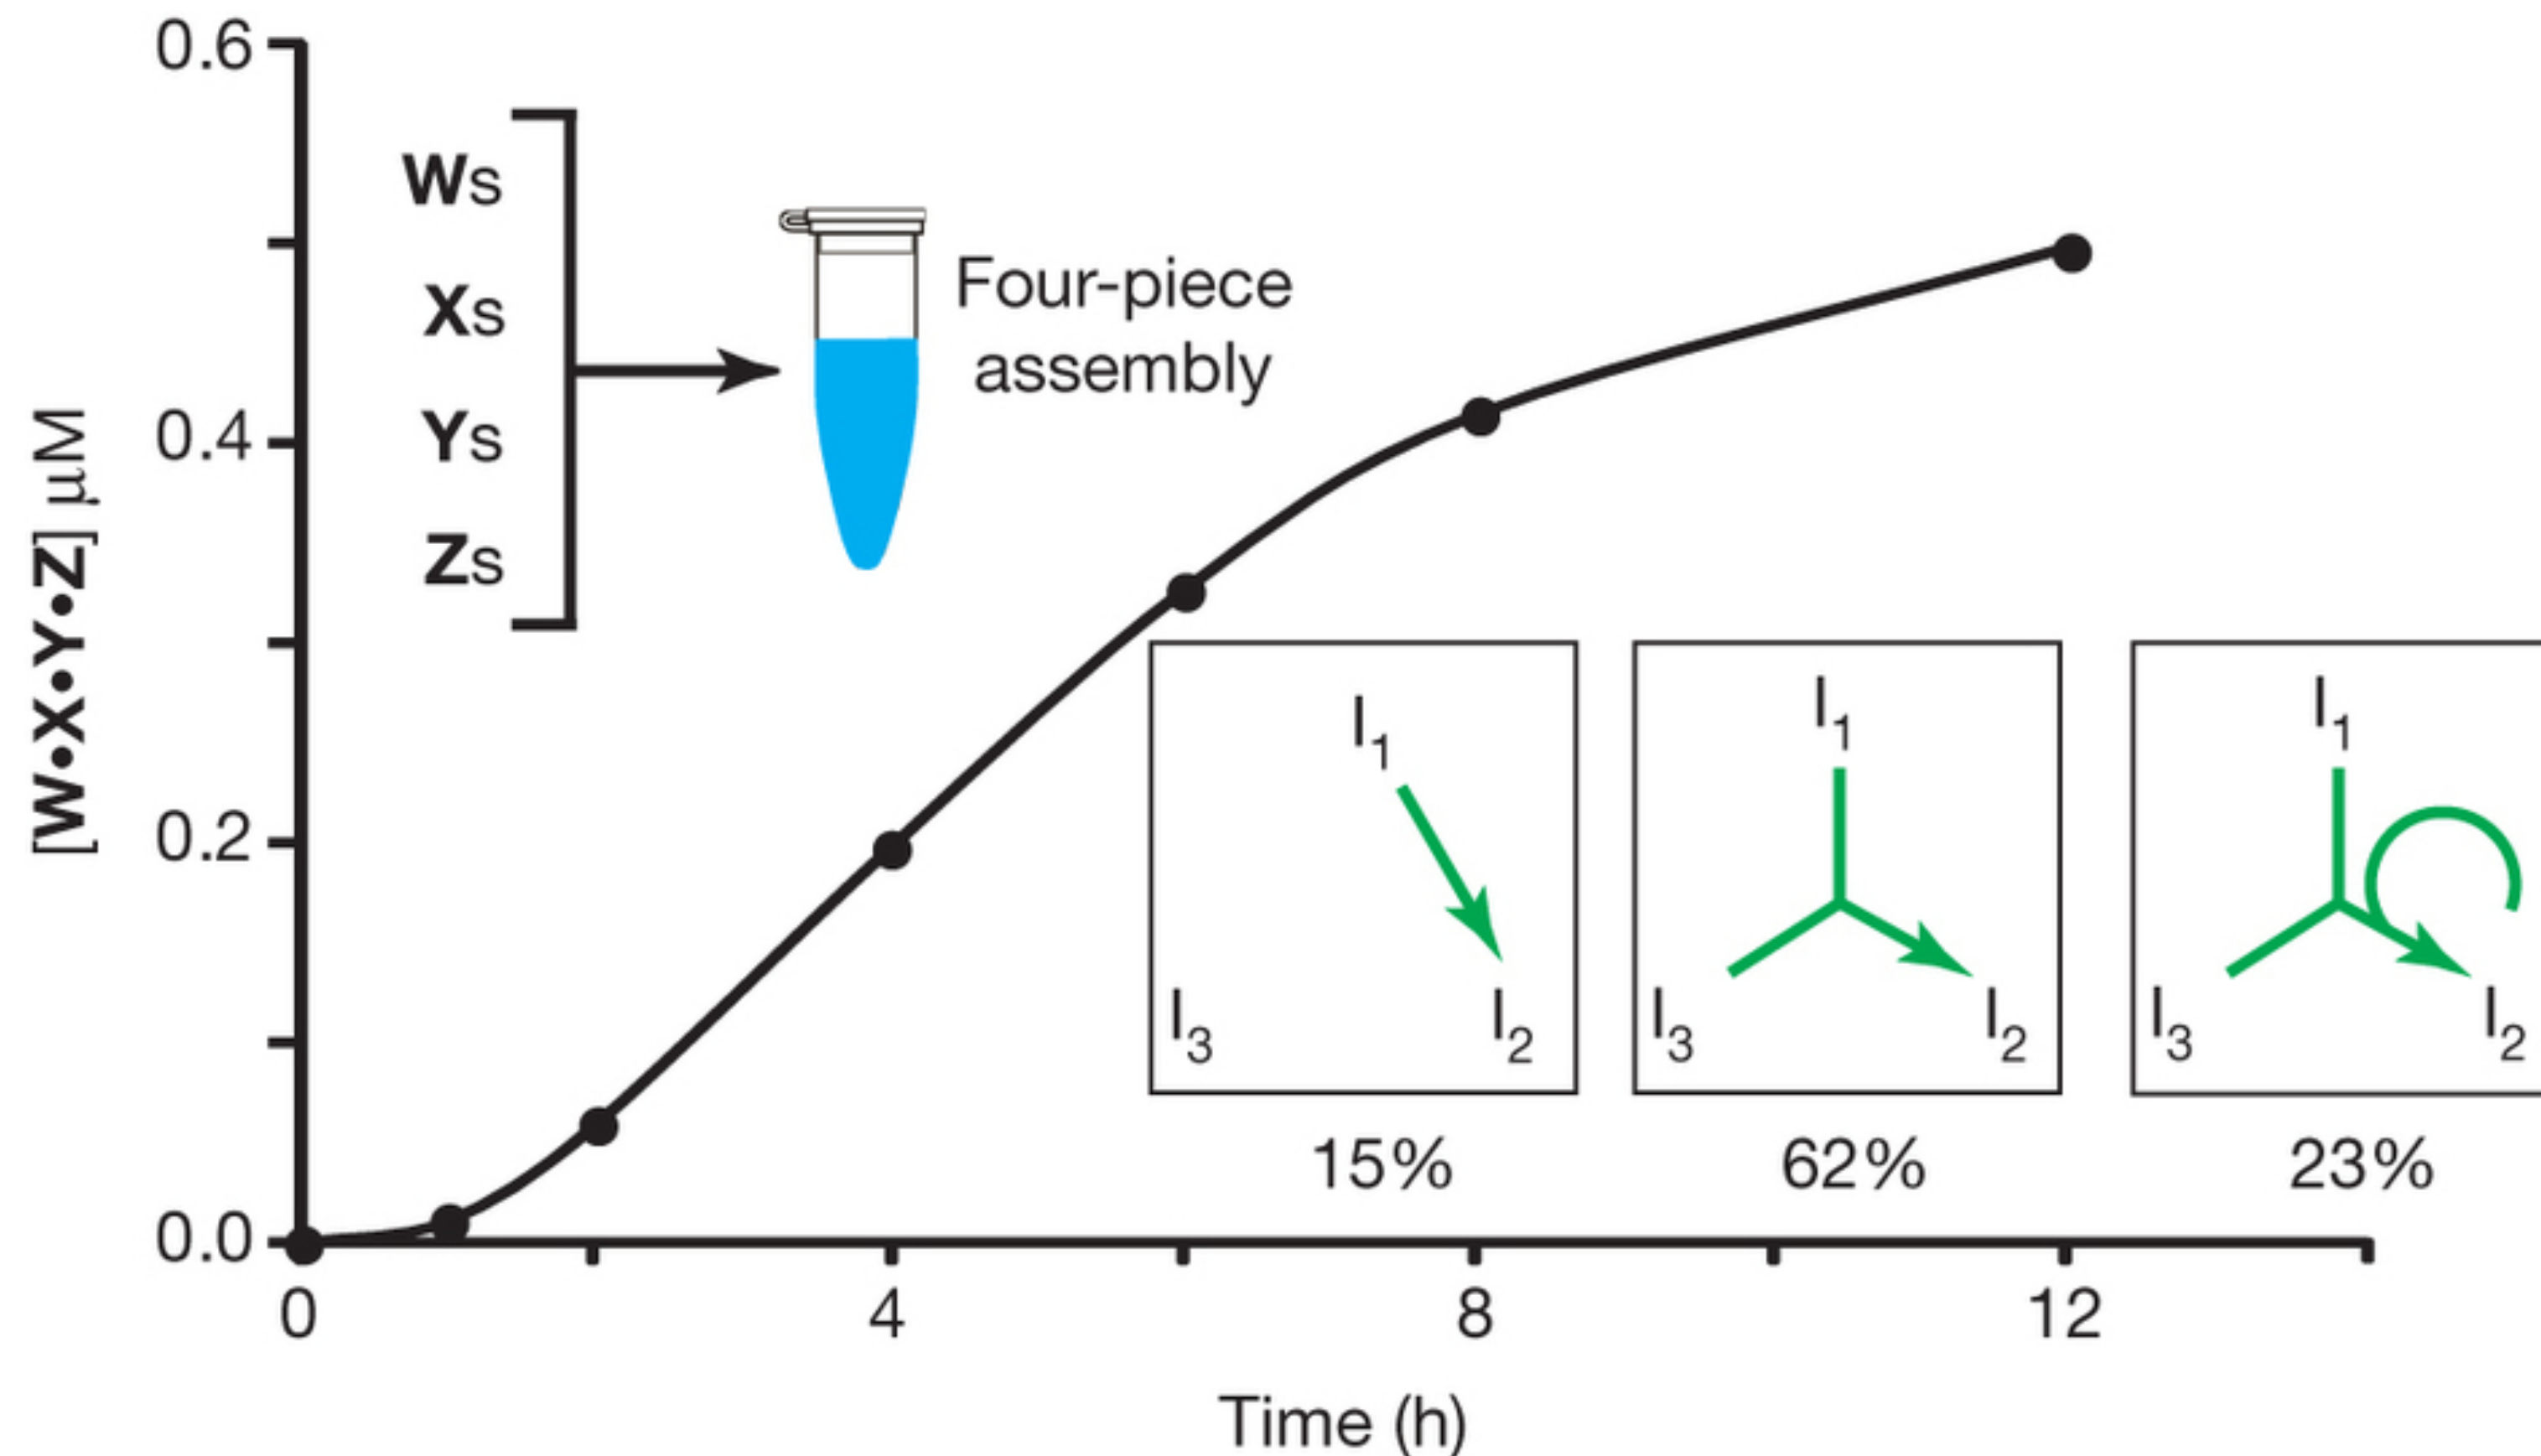 [W•X•Y•Z] µM
0.6
0.4
0.2
0.0
Ws
Xs
Ys
Zs
Four-piece
assembly
I1
I3 I2
15%
I1
I3 I2
62%
I1
I3 I2
23%
0 4 8 12
Time (h)